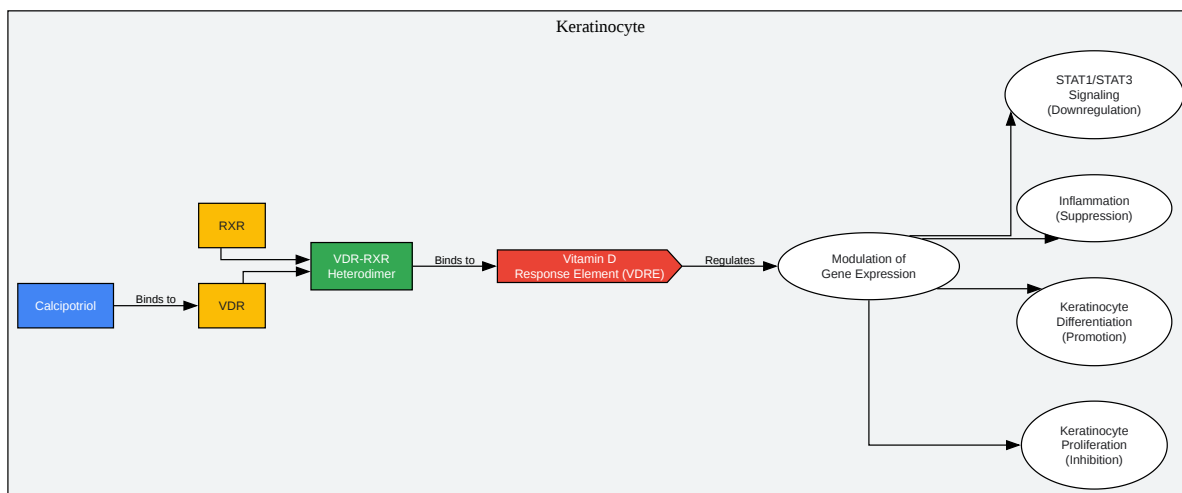 Keratinocyte
STAT1/STAT3
Signaling
(Downregulation)
Inflammation
(Suppression)
RXR
VDR-RXR
Heterodimer
Binds to
Vitamin D
Response Element (VDRE)
Regulates
Modulation of
Gene Expression
Calcipotriol
Binds to
VDR
Keratinocyte
Differentiation
(Promotion)
Keratinocyte
Proliferation
(Inhibition)